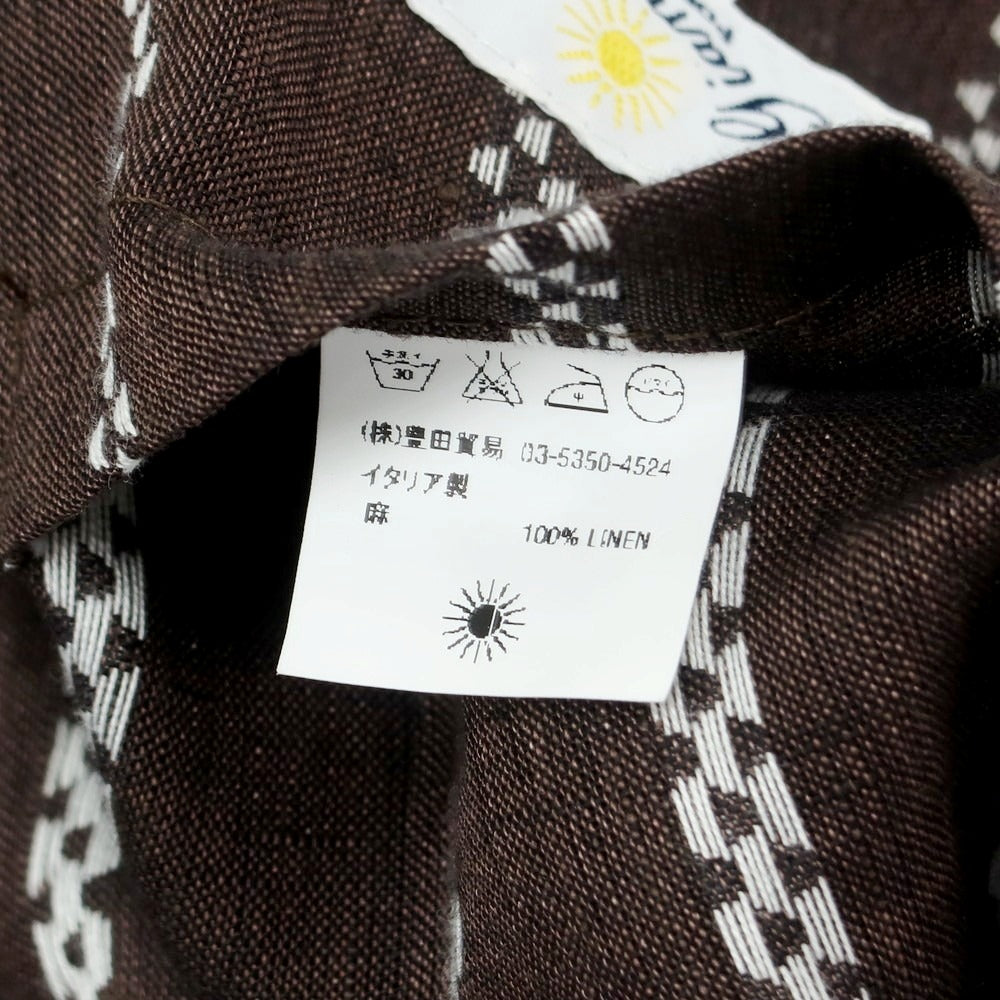 gian
手洗イ
30
(株)豊田貿易 03-5350-4524
イタリア製
麻
100% LINEN